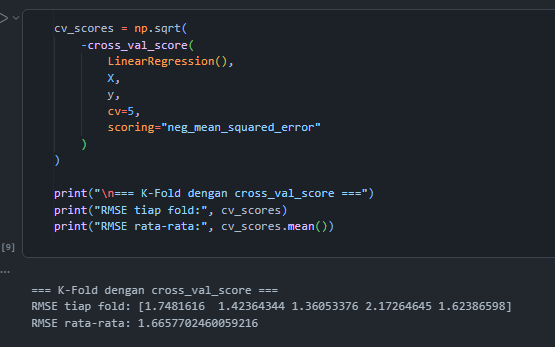 cv_scores = np.sqrt(
    -cross_val_score(
        LinearRegression(),
        X,
        y,
        cv=5,
        scoring="neg_mean_squared_error"
    )
)

print("\n=== K-Fold dengan cross_val_score ===")
print("RMSE tiap fold:", cv_scores)
print("RMSE rata-rata:", cv_scores.mean())
[9]
...
=== K-Fold dengan cross_val_score ===
RMSE tiap fold: [1.7481616  1.42364344 1.36053376 2.17264645 1.62386598]
RMSE rata-rata: 1.6657702460059216